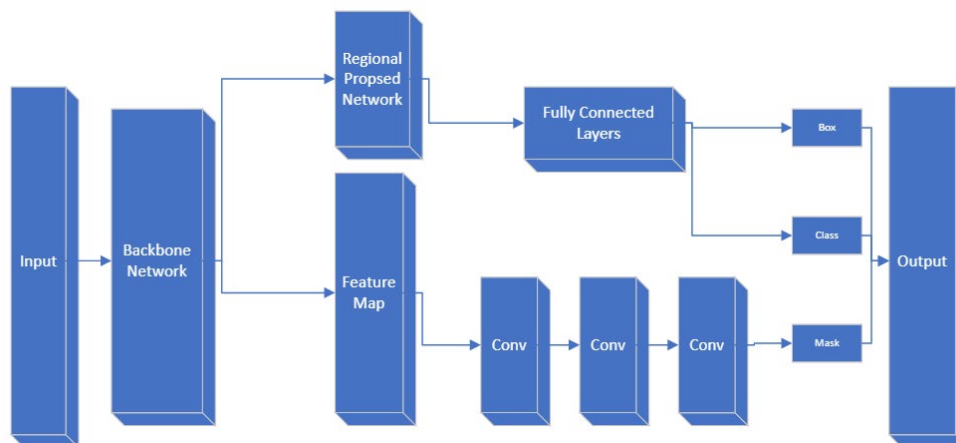 Input
Backbone
Network
Regional
Propsed
Network
Feature
Map
Fully Connected
Layers
Conv
Conv
Conv
Box
Class
Mask
Output